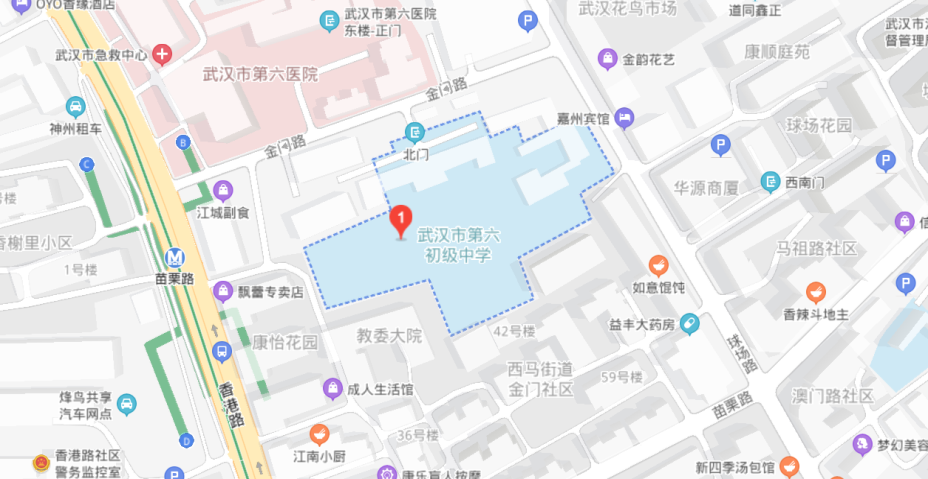 OYO香缘酒店
武汉市第六医院
东楼-正门
P
武汉花鸟市场
道同鑫正
武汉市急救中心
武汉市第六医院
金韵花艺
康顺庭苑
神州租车
金门路
嘉州宾馆
球场花园
B
金门路
北门
P
P
C
江城副食
华源商厦
西南门
1
香榭里小区
武汉市第六
初级中学
马祖路社区
1号楼
苗栗路
如意馄饨
飘蕾专卖店
P
香辣斗地主
益丰大药房
康怡花园
教委大院
42号楼
球场路
西马街道
金门社区
59号楼
成人生活馆
香港路
苗栗路
澳门路社区
烽鸟共享
汽车网点
36号楼
D
江南小厨
梦幻美容
香港路社区
警务监控室
P
康乐盲人按摩
新四季汤包馆